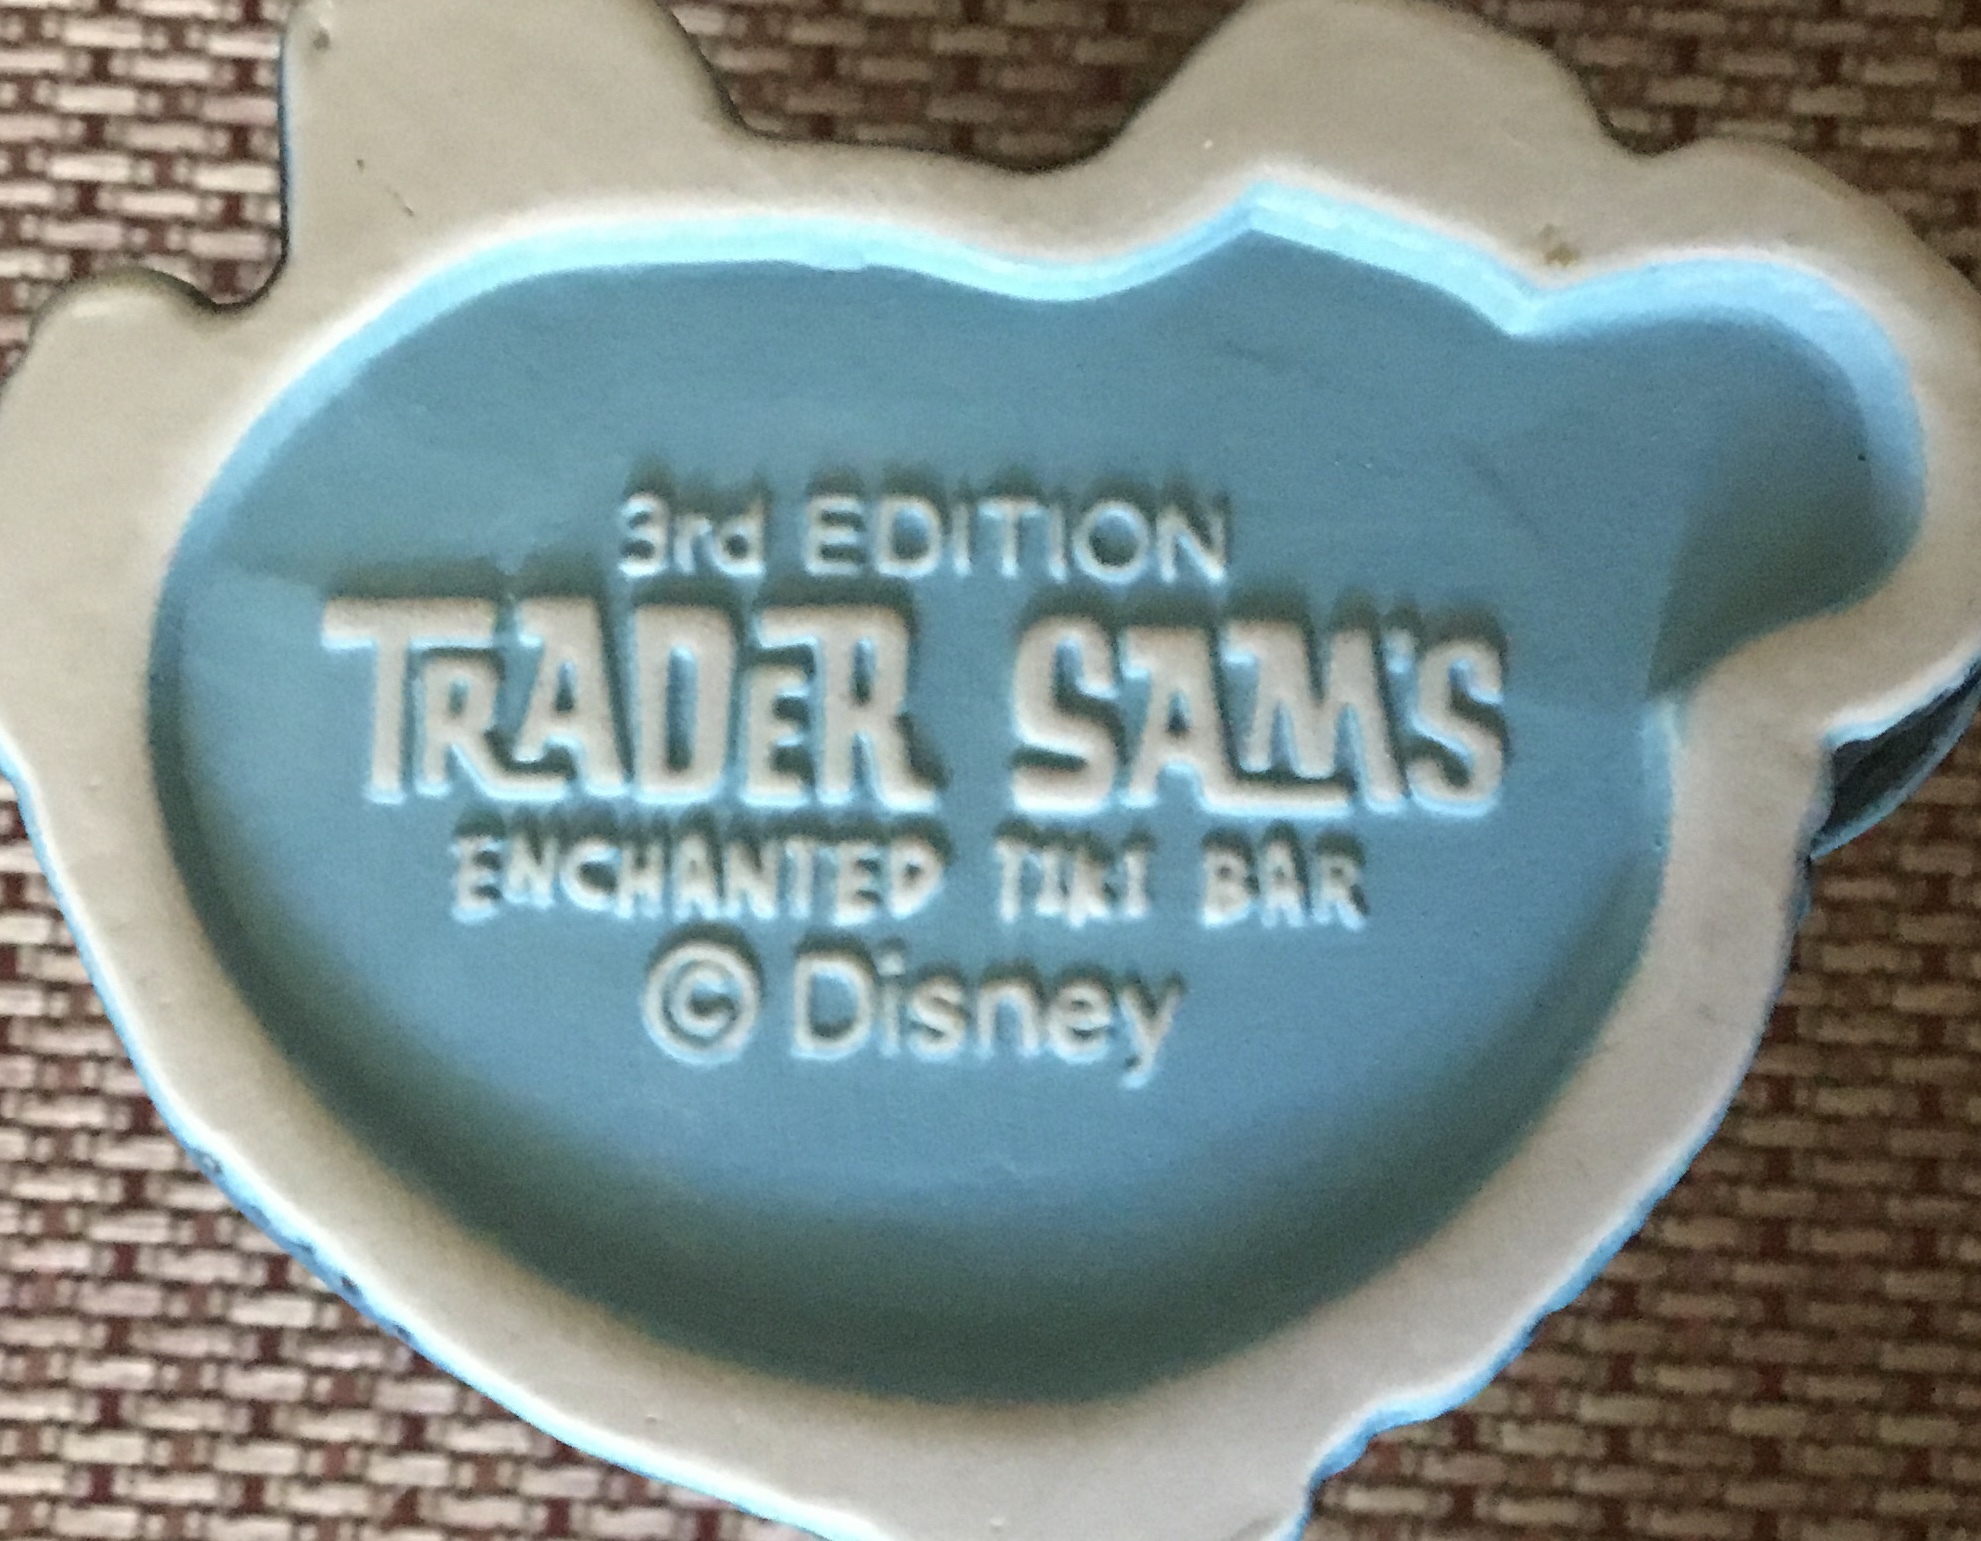 3rd EDITION
TRADER SAM'S
ENCHANTED TIKI BAR
© Disney